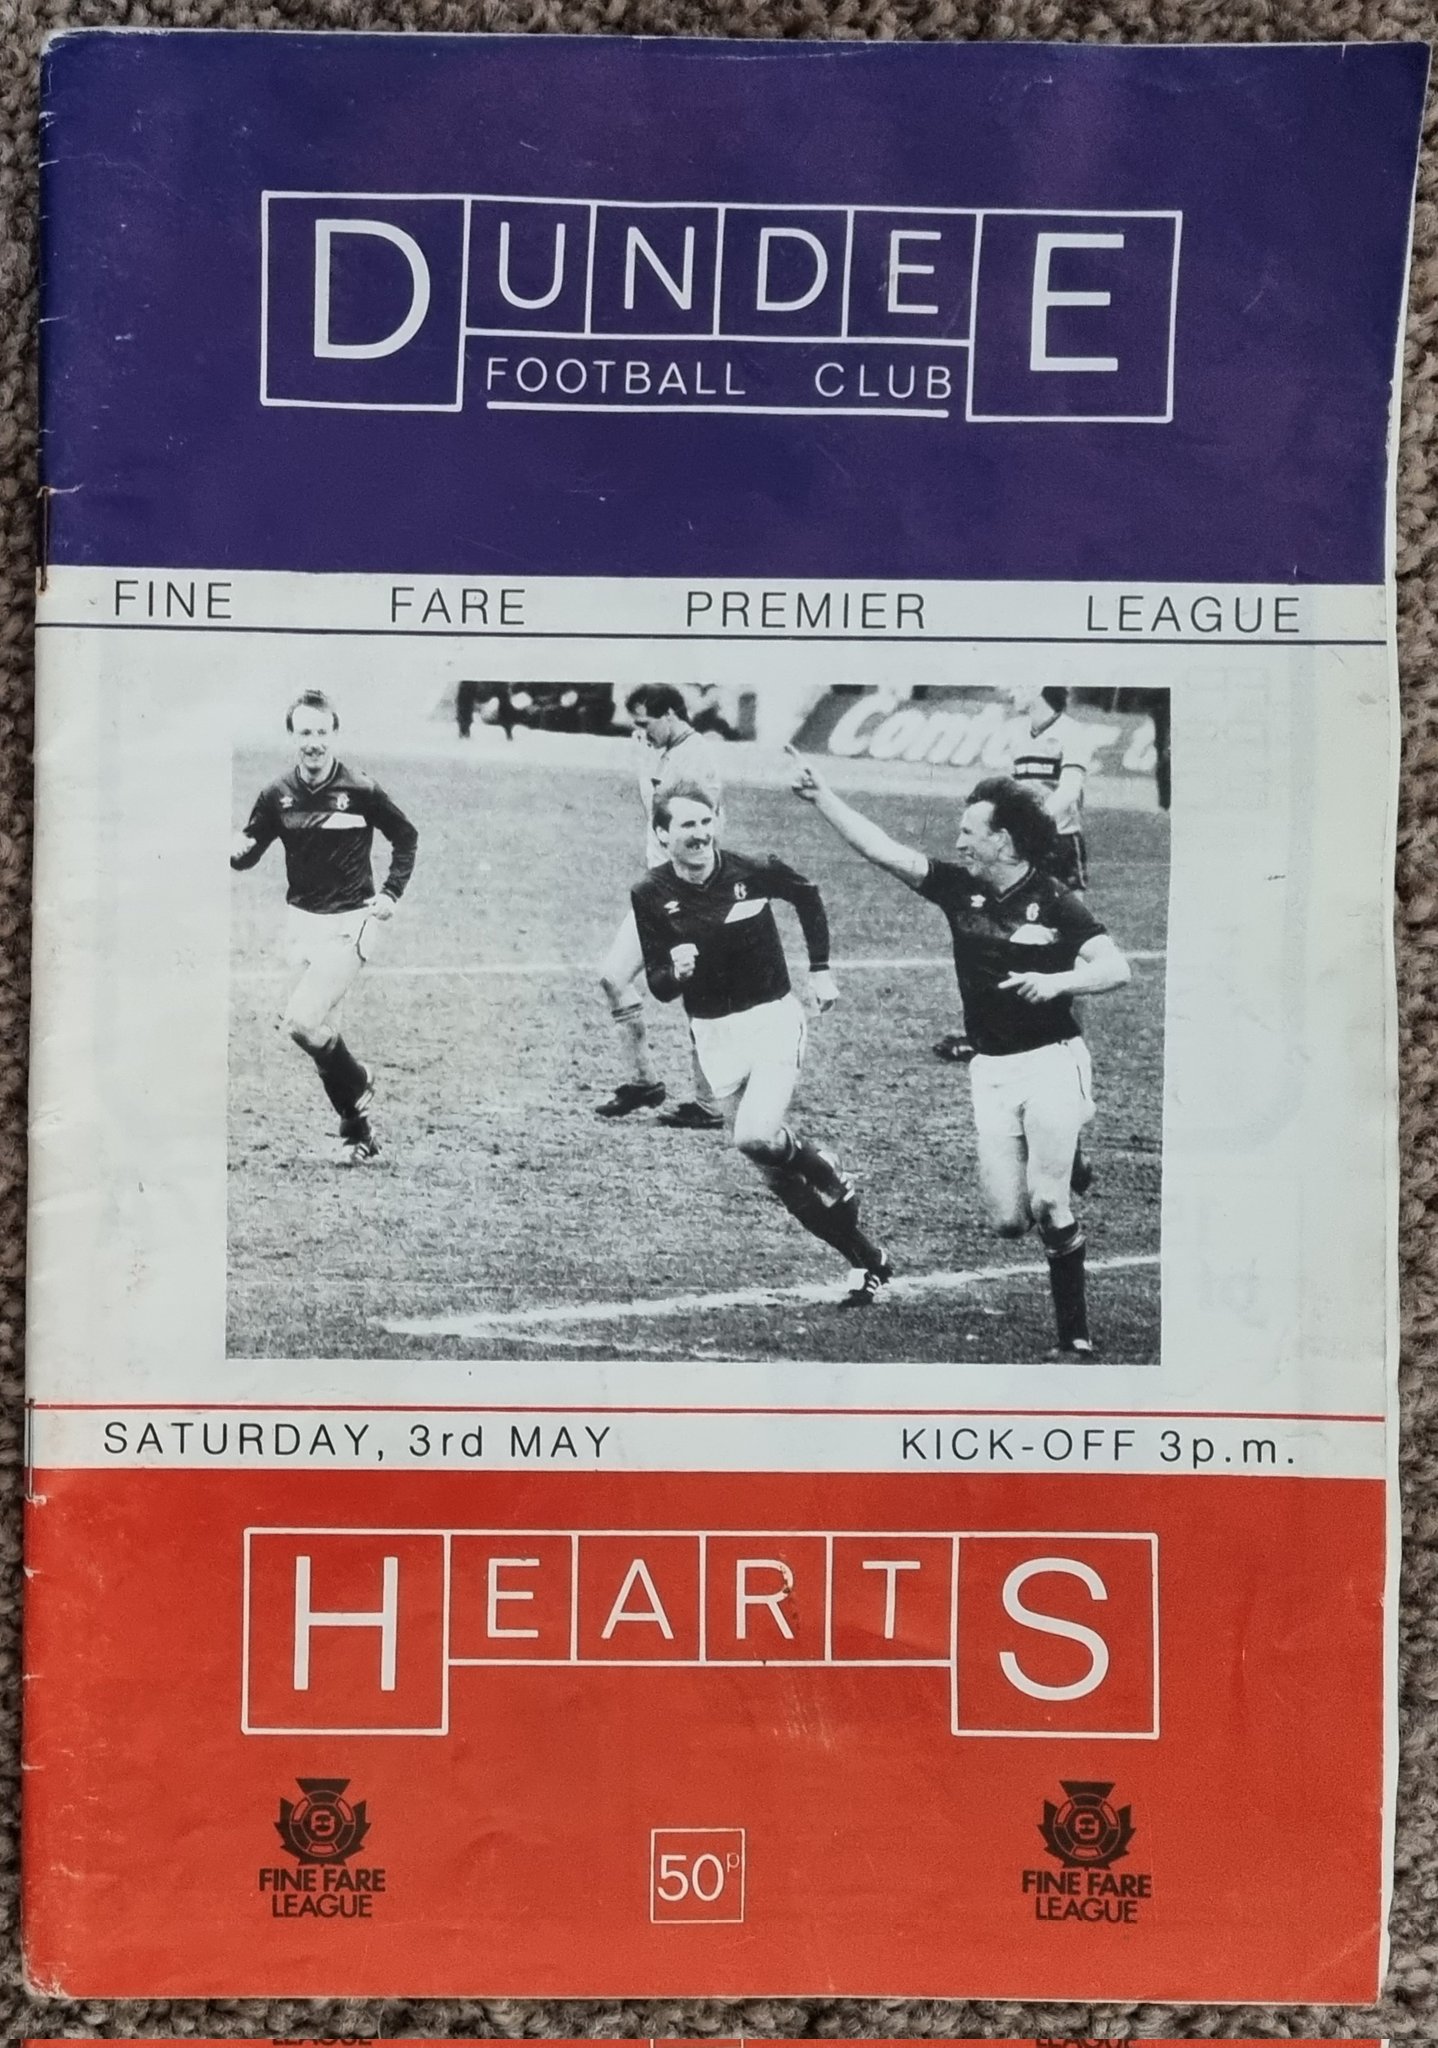 DUNDEE
FOOTBALL CLUB
FINE FARE PREMIER LEAGUE
SATURDAY, 3rd MAY KICK-OFF 3p.m.
HEARTS
FINE FARE
LEAGUE
50p
FINE FARE
LEAGUE